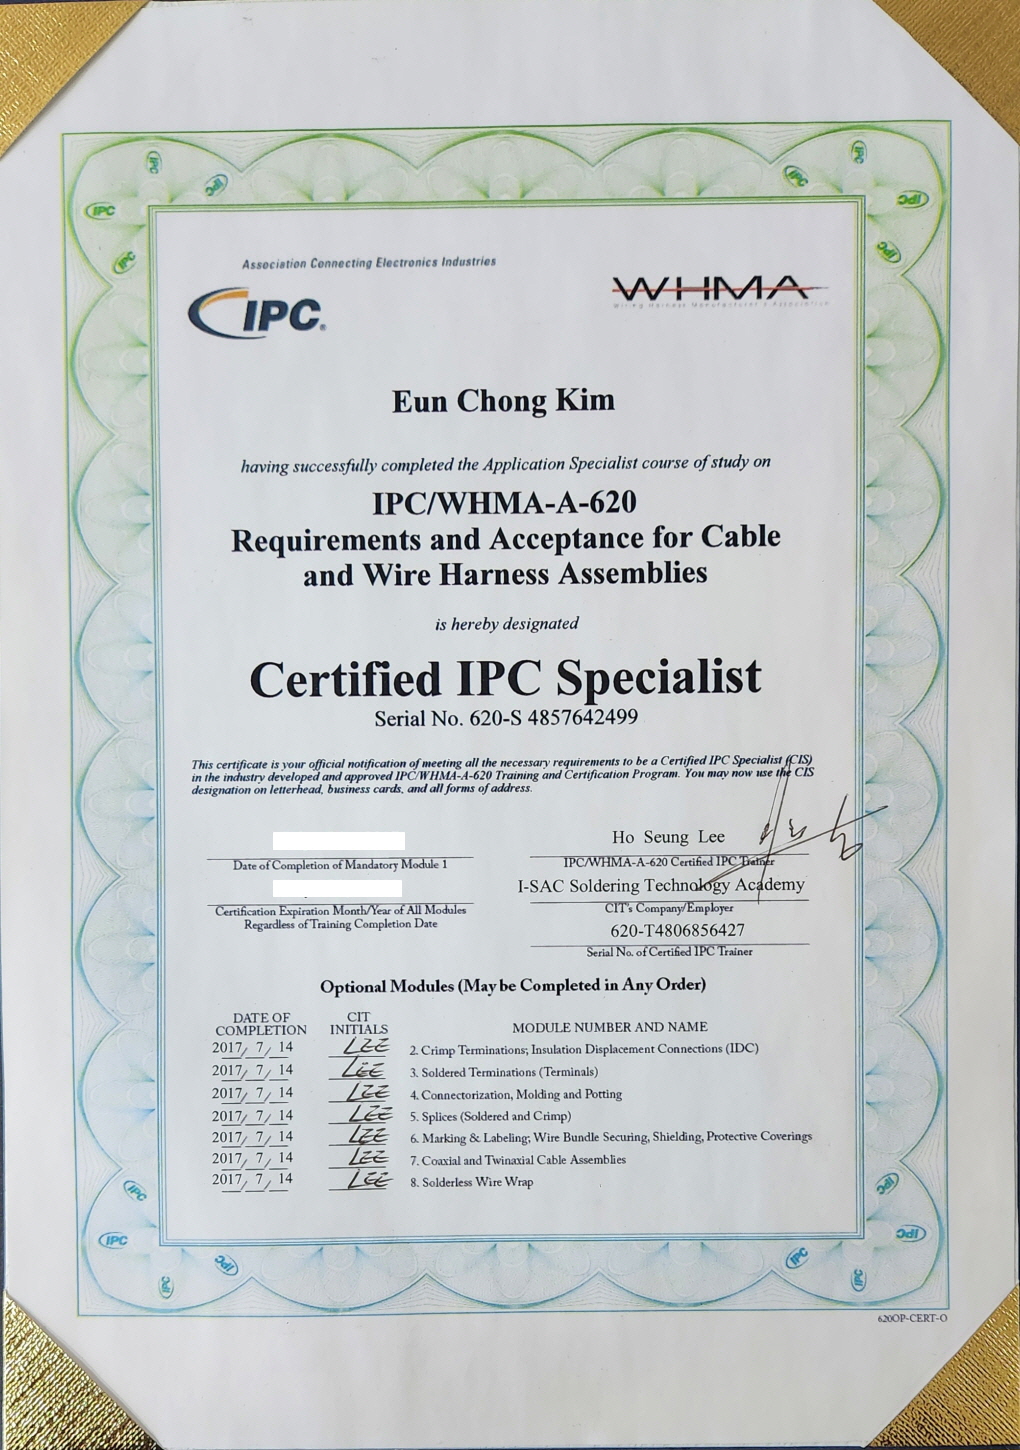 Association Connecting Electronics Industries
IPC
WHMA
Wiring Harness Manufacturer's Association
Eun Chong Kim
having successfully completed the Application Specialist course of study on
IPC/WHMA-A-620
Requirements and Acceptance for Cable
and Wire Harness Assemblies
is hereby designated
Certified IPC Specialist
Serial No. 620-S 4857642499
This certificate is your official notification of meeting all the necessary requirements to be a Certified IPC Specialist (CIS)
in the industry developed and approved IPC/WHMA-A-620 Training and Certification Program. You may now use the CIS
designation on letterhead, business cards, and all forms of address.
Date of Completion of Mandatory Module 1
Certification Expiration Month/Year of All Modules
Regardless of Training Completion Date
Ho Seung Lee
IPC/WHMA-A-620 Certified IPC Trainer
I-SAC Soldering Technology Academy
CIT's Company/Employer
620-T4806856427
Serial No. of Certified IPC Trainer
Optional Modules (May be Completed in Any Order)
DATE OF COMPLETION CIT INITIALS MODULE NUMBER AND NAME
2017/ 7/ 14 LEE 2. Crimp Terminations; Insulation Displacement Connections (IDC)
2017/ 7/ 14 LEE 3. Soldered Terminations (Terminals)
2017/ 7/ 14 LEE 4. Connectorization, Molding and Potting
2017/ 7/ 14 LEE 5. Splices (Soldered and Crimp)
2017/ 7/ 14 LEE 6. Marking & Labeling; Wire Bundle Securing, Shielding, Protective Coverings
2017/ 7/ 14 LEE 7. Coaxial and Twinaxial Cable Assemblies
2017/ 7/ 14 LEE 8. Solderless Wire Wrap
620OP-CERT-O